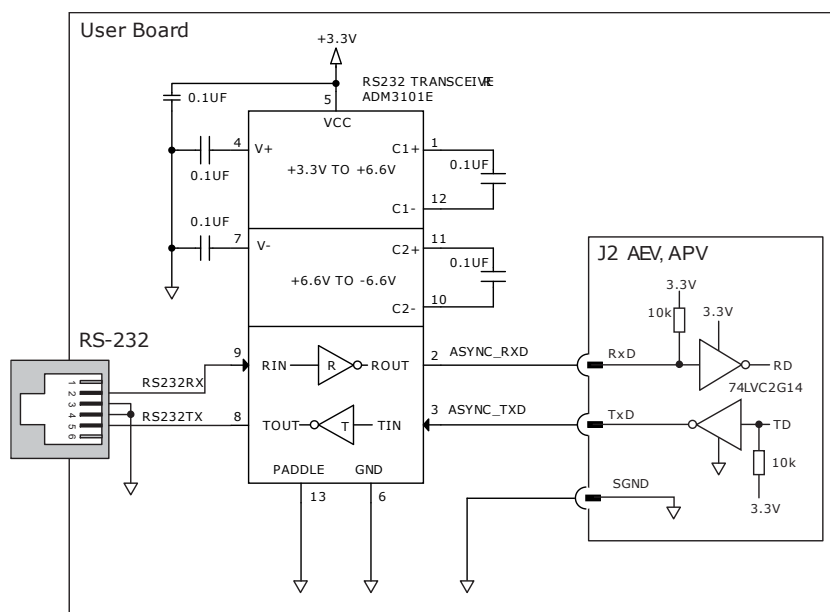 User Board
+3.3V
RS232 TRANSCEIVER
ADM3101E
0.1UF
5
VCC
4
V+
C1+
1
0.1UF
+3.3V TO +6.6V
0.1UF
C1-
12
0.1UF
7
V-
C2+
11
+6.6V TO -6.6V
0.1UF
C2-
10
J2 AEV, APV
3.3V
10k
3.3V
RS-232
9
RIN
R
ROUT
2
ASYNC_RXD
RxD
RD
74LVC2G14
1
2
3
4
5
6
RS232RX
RS232TX
8
TOUT
T
TIN
3
ASYNC_TXD
TxD
TD
10k
3.3V
PADDLE
GND
13
6
SGND